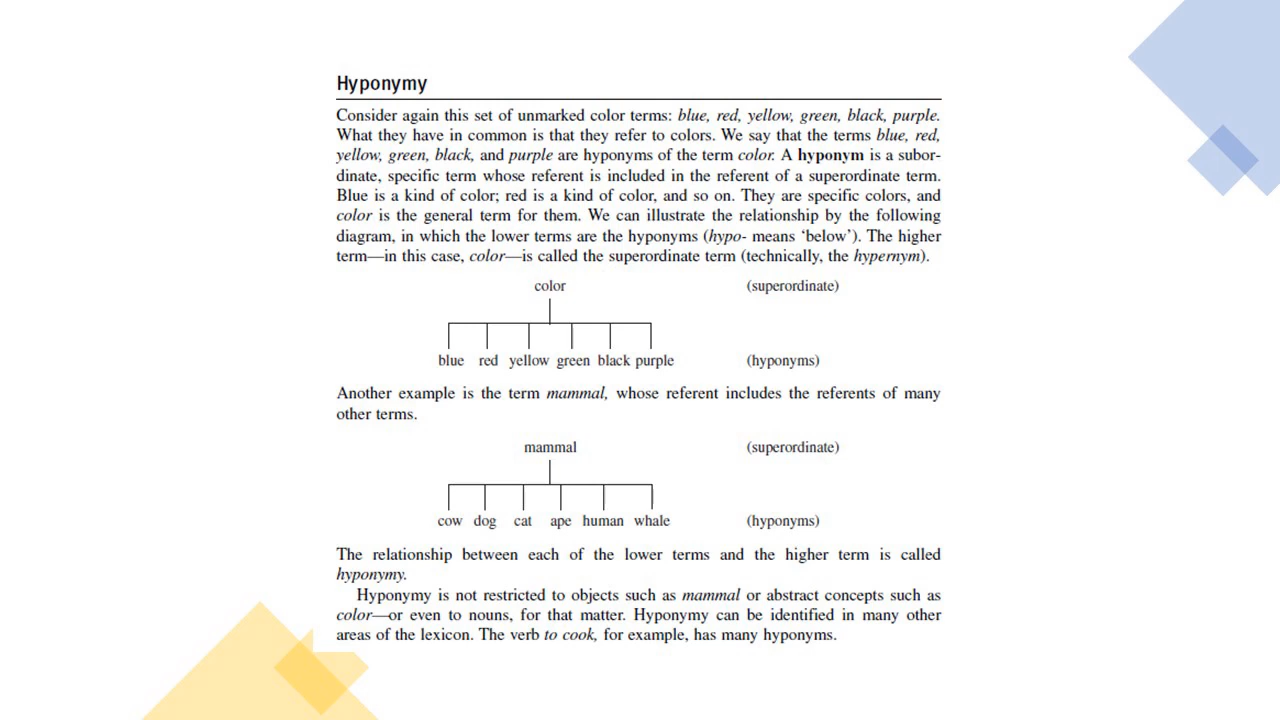 Hyponymy
Consider again this set of unmarked color terms: blue, red, yellow, green, black, purple.
What they have in common is that they refer to colors. We say that the terms blue, red,
yellow, green, black, and purple are hyponyms of the term color. A hyponym is a subor-
dinate, specific term whose referent is included in the referent of a superordinate term.
Blue is a kind of color; red is a kind of color, and so on. They are specific colors, and
color is the general term for them. We can illustrate the relationship by the following
diagram, in which the lower terms are the hyponyms (hypo- means ‘below’). The higher
term—in this case, color—is called the superordinate term (technically, the hypernym).
color (superordinate)
blue red yellow green black purple (hyponyms)
Another example is the term mammal, whose referent includes the referents of many
other terms.
mammal (superordinate)
cow dog cat ape human whale (hyponyms)
The relationship between each of the lower terms and the higher term is called
hyponymy.
Hyponymy is not restricted to objects such as mammal or abstract concepts such as
color—or even to nouns, for that matter. Hyponymy can be identified in many other
areas of the lexicon. The verb to cook, for example, has many hyponyms.